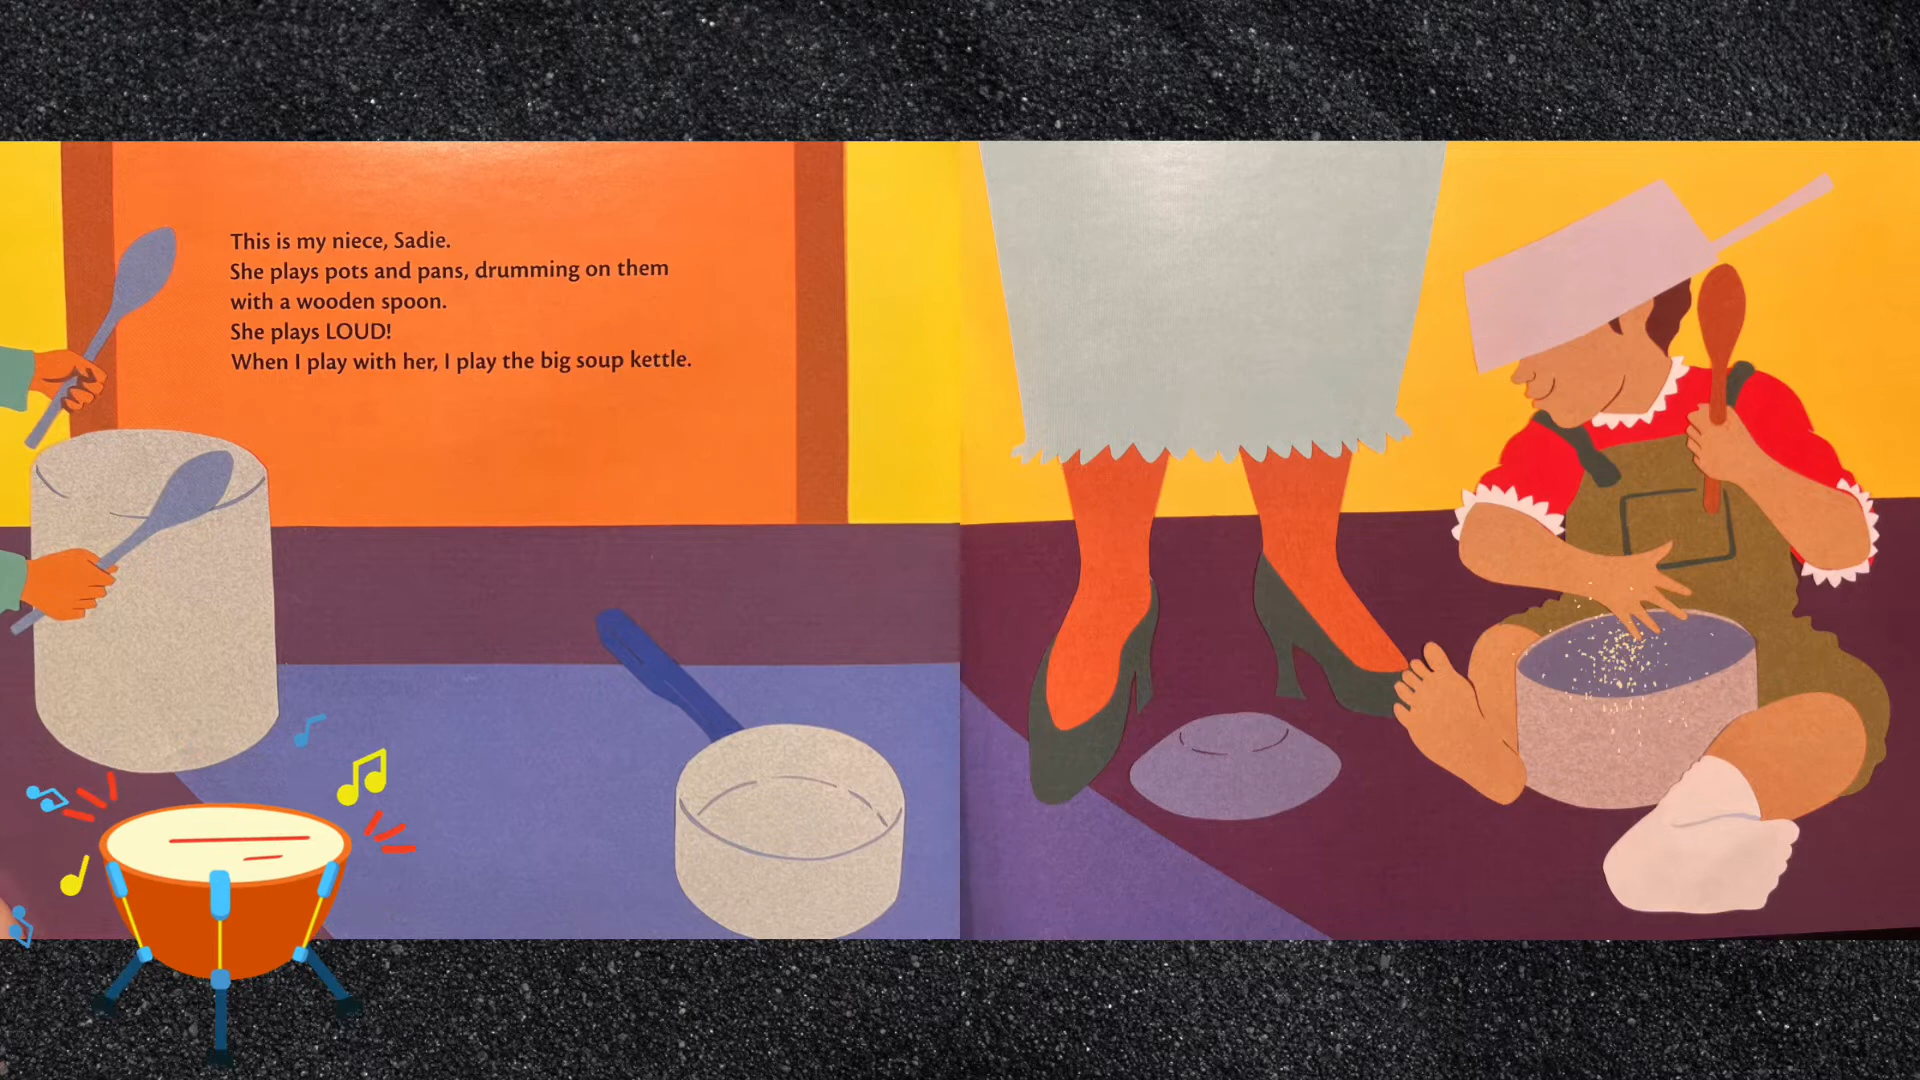 This is my niece, Sadie.
She plays pots and pans, drumming on them
with a wooden spoon.
She plays LOUD!
When I play with her, I play the big soup kettle.